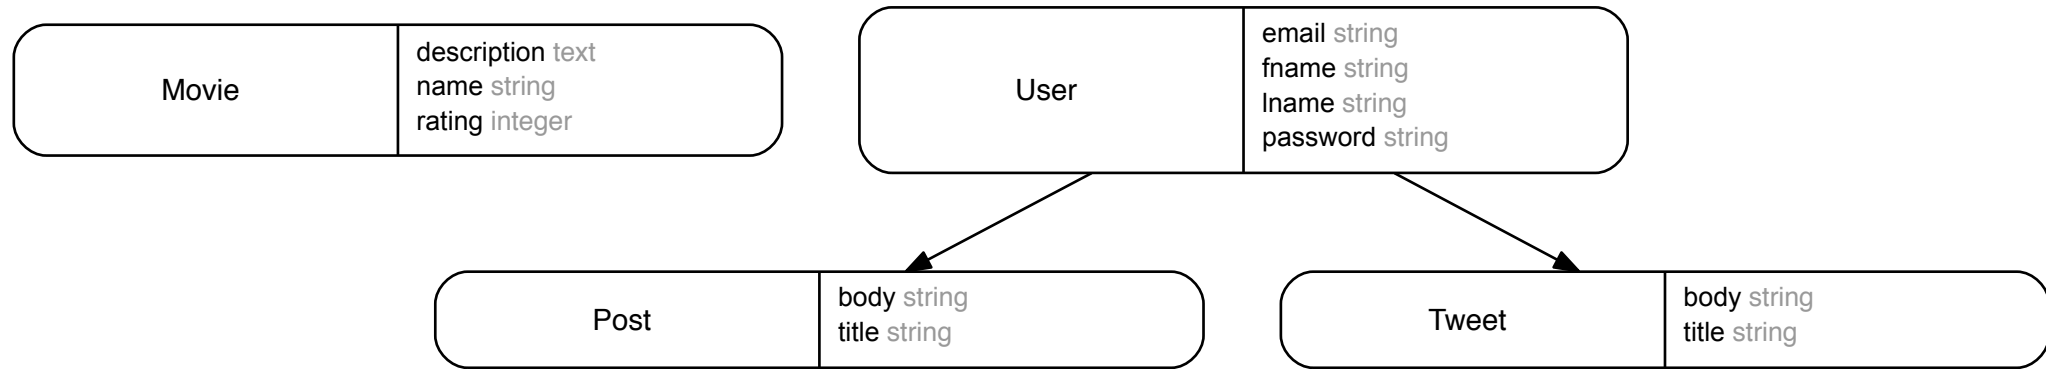 Movie
description text
name string
rating integer
User
email string
fname string
lname string
password string
Post
body string
title string
Tweet
body string
title string